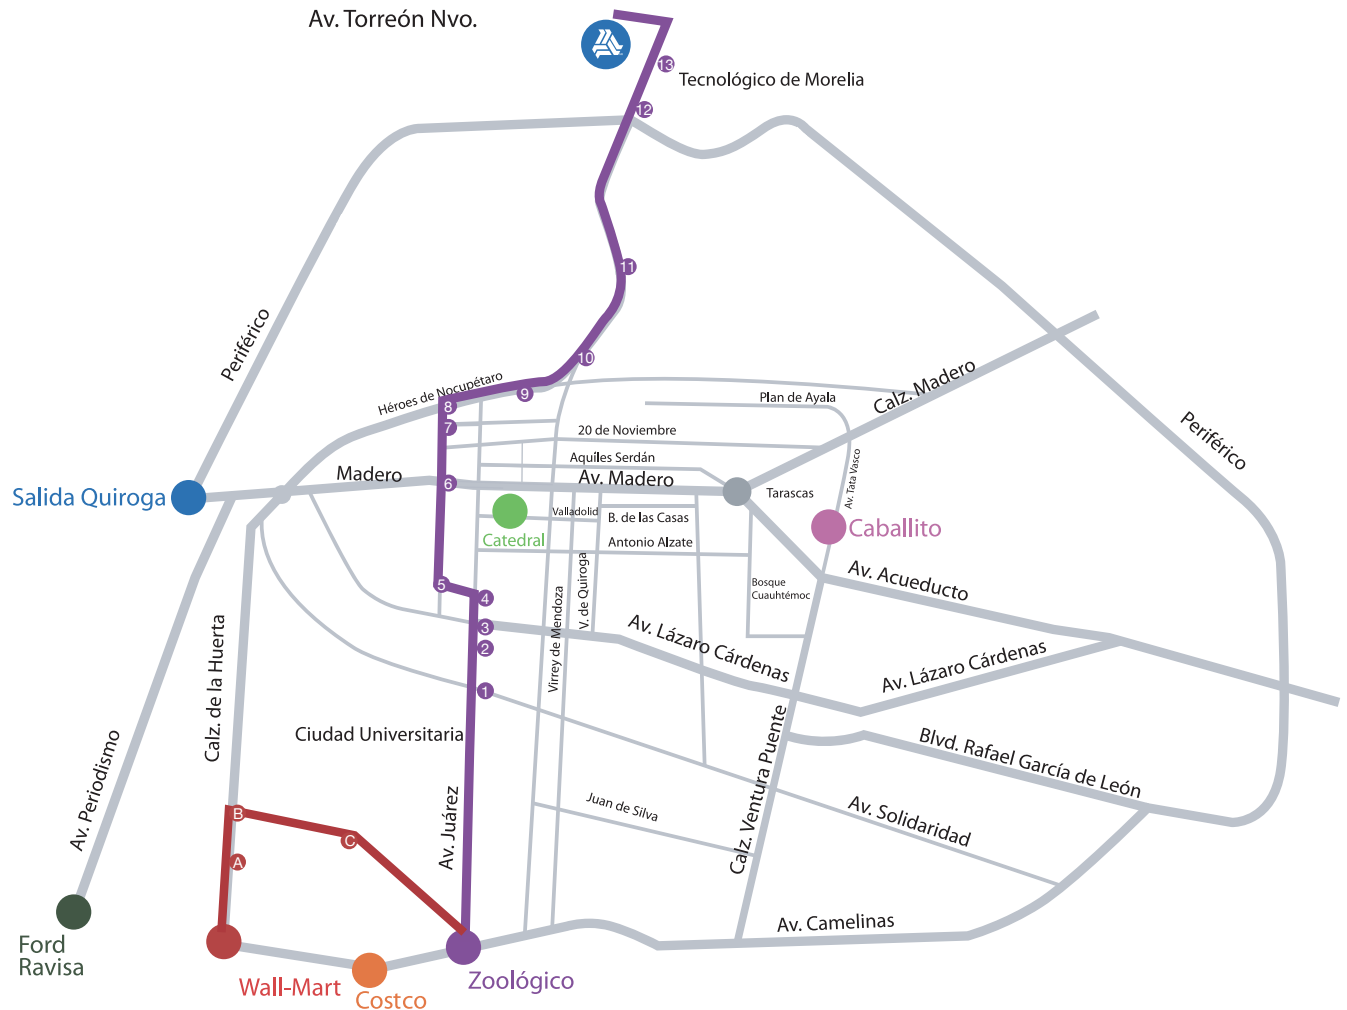 Av. Torreón Nvo.
13
Tecnológico de Morelia
12
11
Periférico
10
Héroes de Nocupétaro
9
8
7
Plan de Ayala
Calz. Madero
Periférico
20 de Noviembre
Aquiles Serdán
Madero
6
Av. Madero
Tarascas
Av. Tata Vasco
Salida Quiroga
Catedral
Valladolid
B. de las Casas
Antonio Alzate
Caballito
Bosque
Cuauhtémoc
Av. Acueducto
5
4
3
2
1
V. de Quiroga
Virrey de Mendoza
Av. Lázaro Cárdenas
Av. Lázaro Cárdenas
Calz. de la Huerta
Ciudad Universitaria
Av. Periodismo
Av. Juárez
Calz. Ventura Puente
Blvd. Rafael García de León
Juan de Silva
Av. Solidaridad
B
C
A
Av. Camelinas
Ford
Ravisa
Wall-Mart
Costco
Zoológico